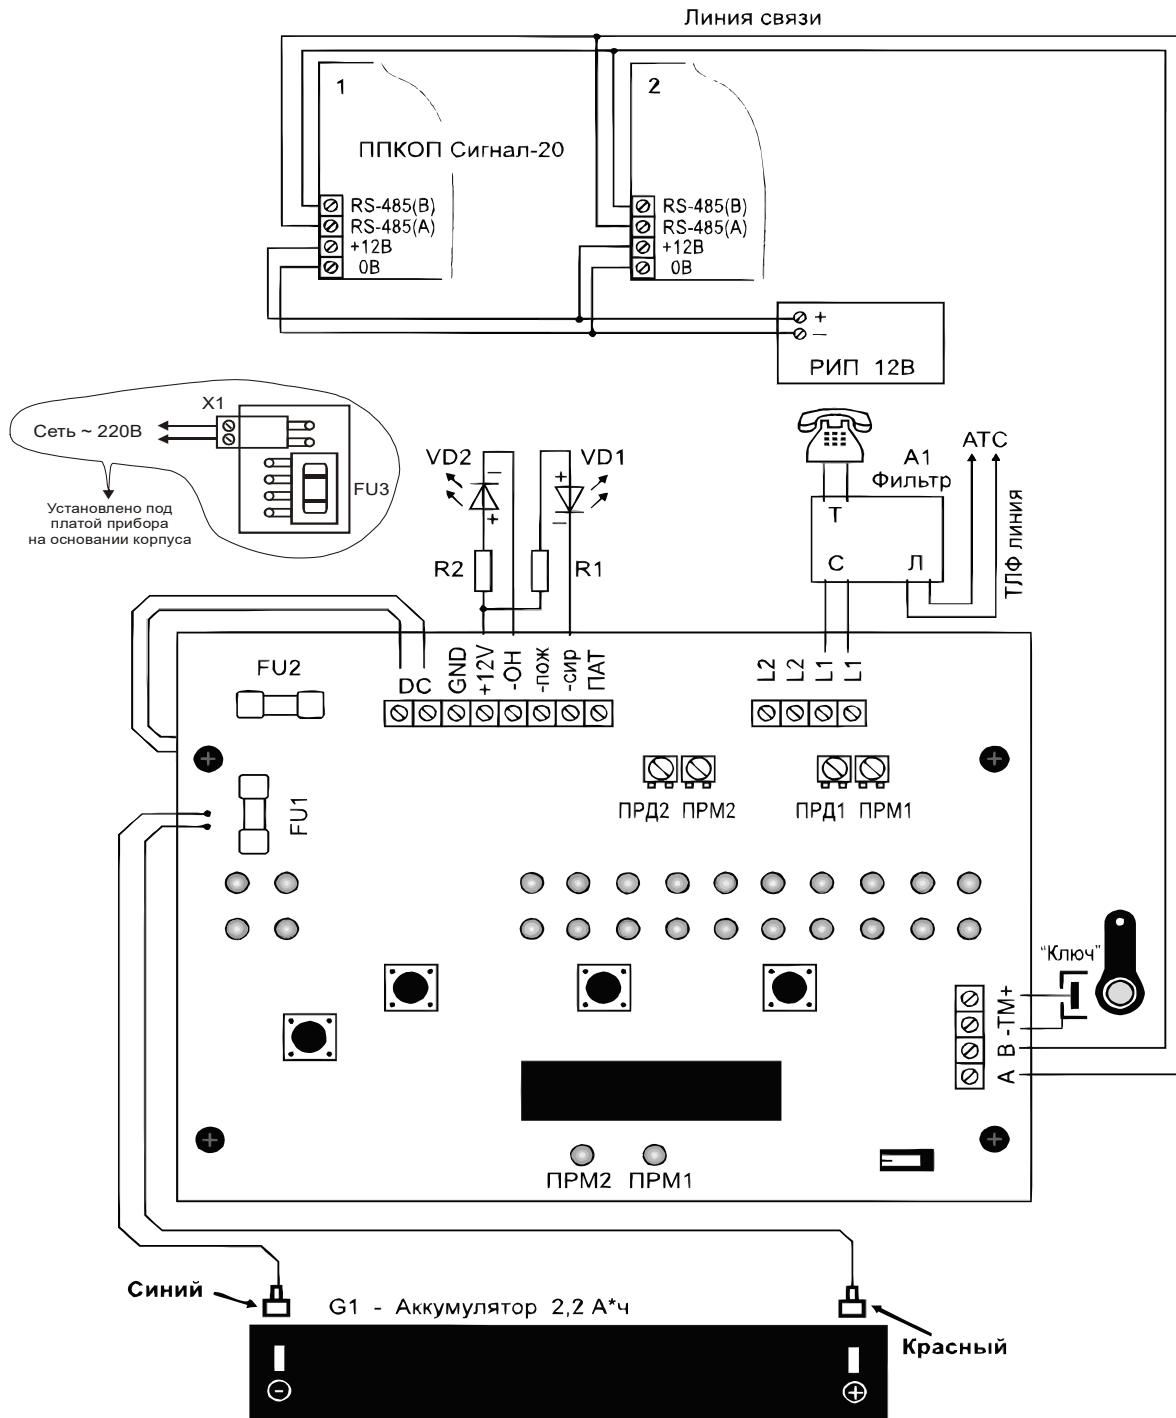 Линия связи
1
2
ППКОП Сигнал-20
RS-485(B)
RS-485(A)
+12В
0В
RS-485(B)
RS-485(A)
+12В
0В
+
–
РИП 12В
X1
Сеть ~ 220В
FU3
Установлено под
платой прибора
на основании корпуса
VD2
VD1
–
+
+
–
R2
R1
А1
Фильтр
АТС
Т
С
Л
ТЛФ линия
FU2
DC
GND
+12V
-ОН
-пож
-сир
ПАТ
L2
L2
L1
L1
ПРД2
ПРМ2
ПРД1
ПРМ1
FU1
“Ключ”
-ТМ+
B
A
ПРМ2
ПРМ1
Синий
G1 - Аккумулятор 2,2 А*ч
Красный
-
+